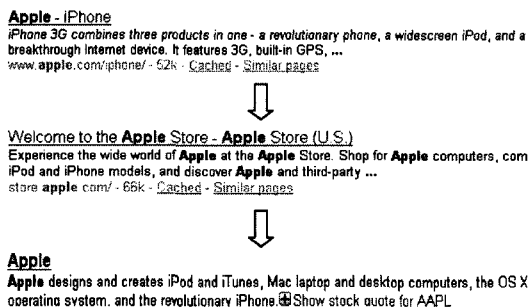 Apple - iPhone
iPhone 3G combines three products in one - a revolutionary phone, a widescreen iPod, and a
breakthrough Internet device. It features 3G, built-in GPS, ...
www.apple.com/iphone/ - 52k - Cached - Similar pages
Welcome to the Apple Store - Apple Store (U.S.)
Experience the wide world of Apple at the Apple Store. Shop for Apple computers, com
iPod and iPhone models, and discover Apple and third-party ...
store.apple.com/ - 66k - Cached - Similar pages
Apple
Apple designs and creates iPod and iTunes, Mac laptop and desktop computers, the OS X
operating system, and the revolutionary iPhone. Show stock quote for AAPL